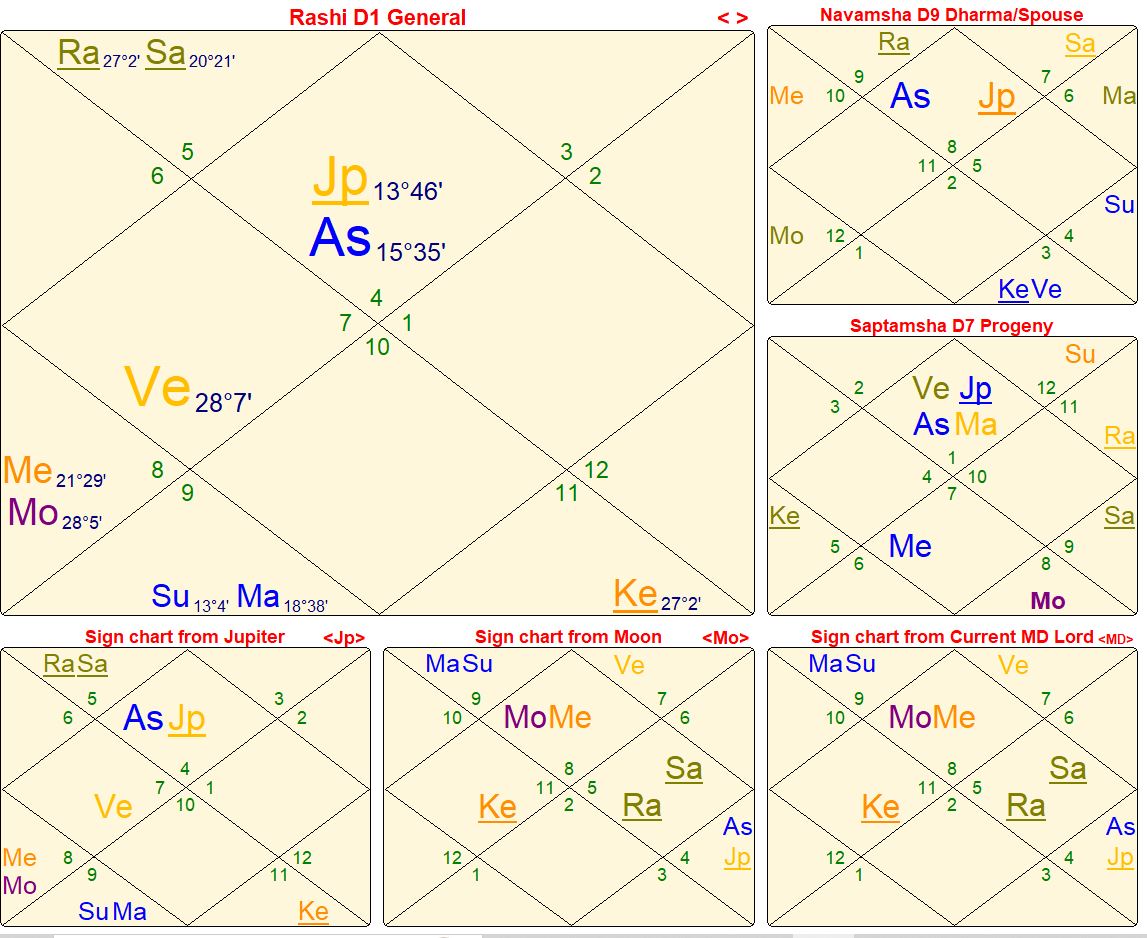 Rashi D1 General < >
Ra 27°2' Sa 20°21'
5 3
6 2
Jp 13°46'
As 15°35'
4
7 1
10
Ve 28°7'
Me 21°29' 8 12
Mo 28°5' 9 11
Su 13°4' Ma 18°38' Ke 27°2'
Navamsha D9 Dharma/Spouse
Ra Sa
9 7
Me 10 As Jp 6 Ma
8
11 5
2
Su
Mo 12 4
1 3
Ke Ve
Saptamsha D7 Progeny
Su
2 Ve Jp 12
3 11
As Ma Ra
1
4 10
7
Ke Sa
5 Me 9
6 8
Mo
Sign chart from Jupiter <Jp>
Ra Sa
5 3
6 As Jp 2
4
7 1
10
Ve
Me 8 12
Mo 9 11
Su Ma Ke
Sign chart from Moon <Mo>
Ma Su Ve
9 7
10 Mo Me 6
8 Sa
11 5
2
Ke Ra
As
12 4 Jp
1 3
Sign chart from Current MD Lord <MD>
Ma Su Ve
9 7
10 Mo Me 6
8 Sa
11 5
2
Ke Ra
As
12 4 Jp
1 3